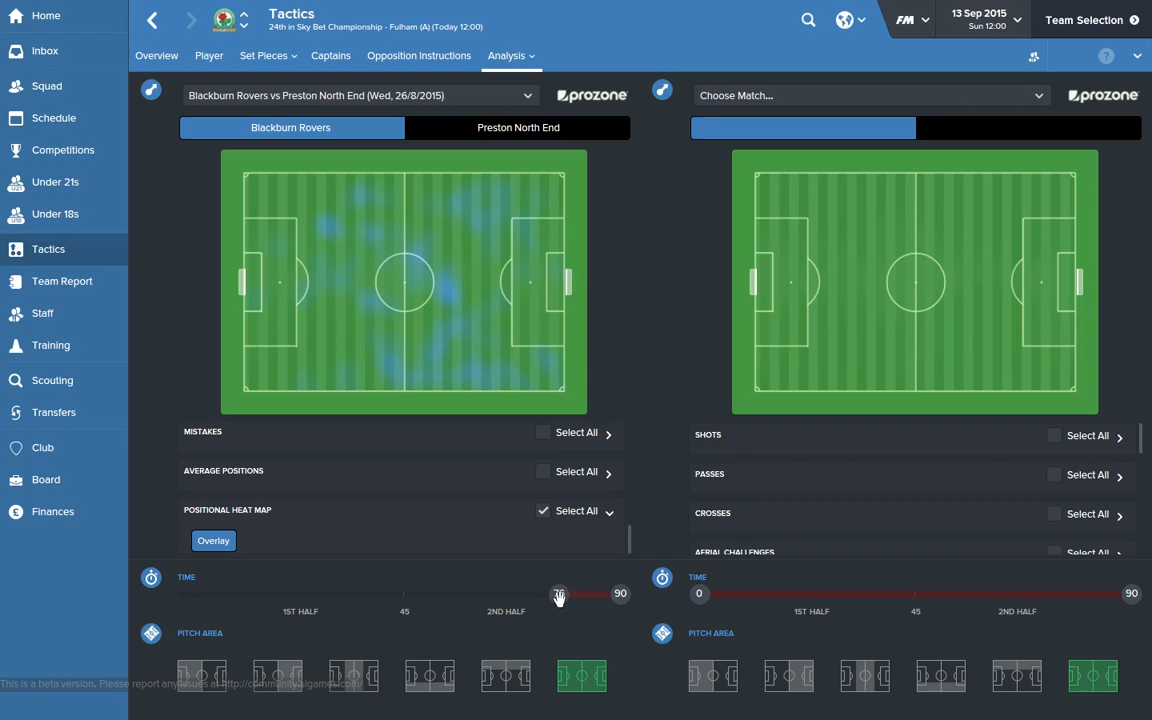 Home
Inbox
Squad
Schedule
Competitions
Under 21s
Under 18s
Tactics
Team Report
Staff
Training
Scouting
Transfers
Club
Board
Finances
Tactics
24th in Sky Bet Championship - Fulham (A) (Today 12:00)
FM
13 Sep 2015
Sun 12:00
Team Selection
Overview
Player
Set Pieces
Captains
Opposition Instructions
Analysis
?
Blackburn Rovers vs Preston North End (Wed, 26/8/2015)
prozone
Blackburn Rovers
Preston North End
MISTAKES
Select All
AVERAGE POSITIONS
Select All
POSITIONAL HEAT MAP
Select All
Overlay
TIME
90
1ST HALF
45
2ND HALF
PITCH AREA
Choose Match...
prozone
SHOTS
Select All
PASSES
Select All
CROSSES
Select All
AERIAL CHALLENGES
Select All
TIME
0
90
1ST HALF
45
2ND HALF
PITCH AREA
This is a beta version. Please report any issues at http://community.sigames.com/